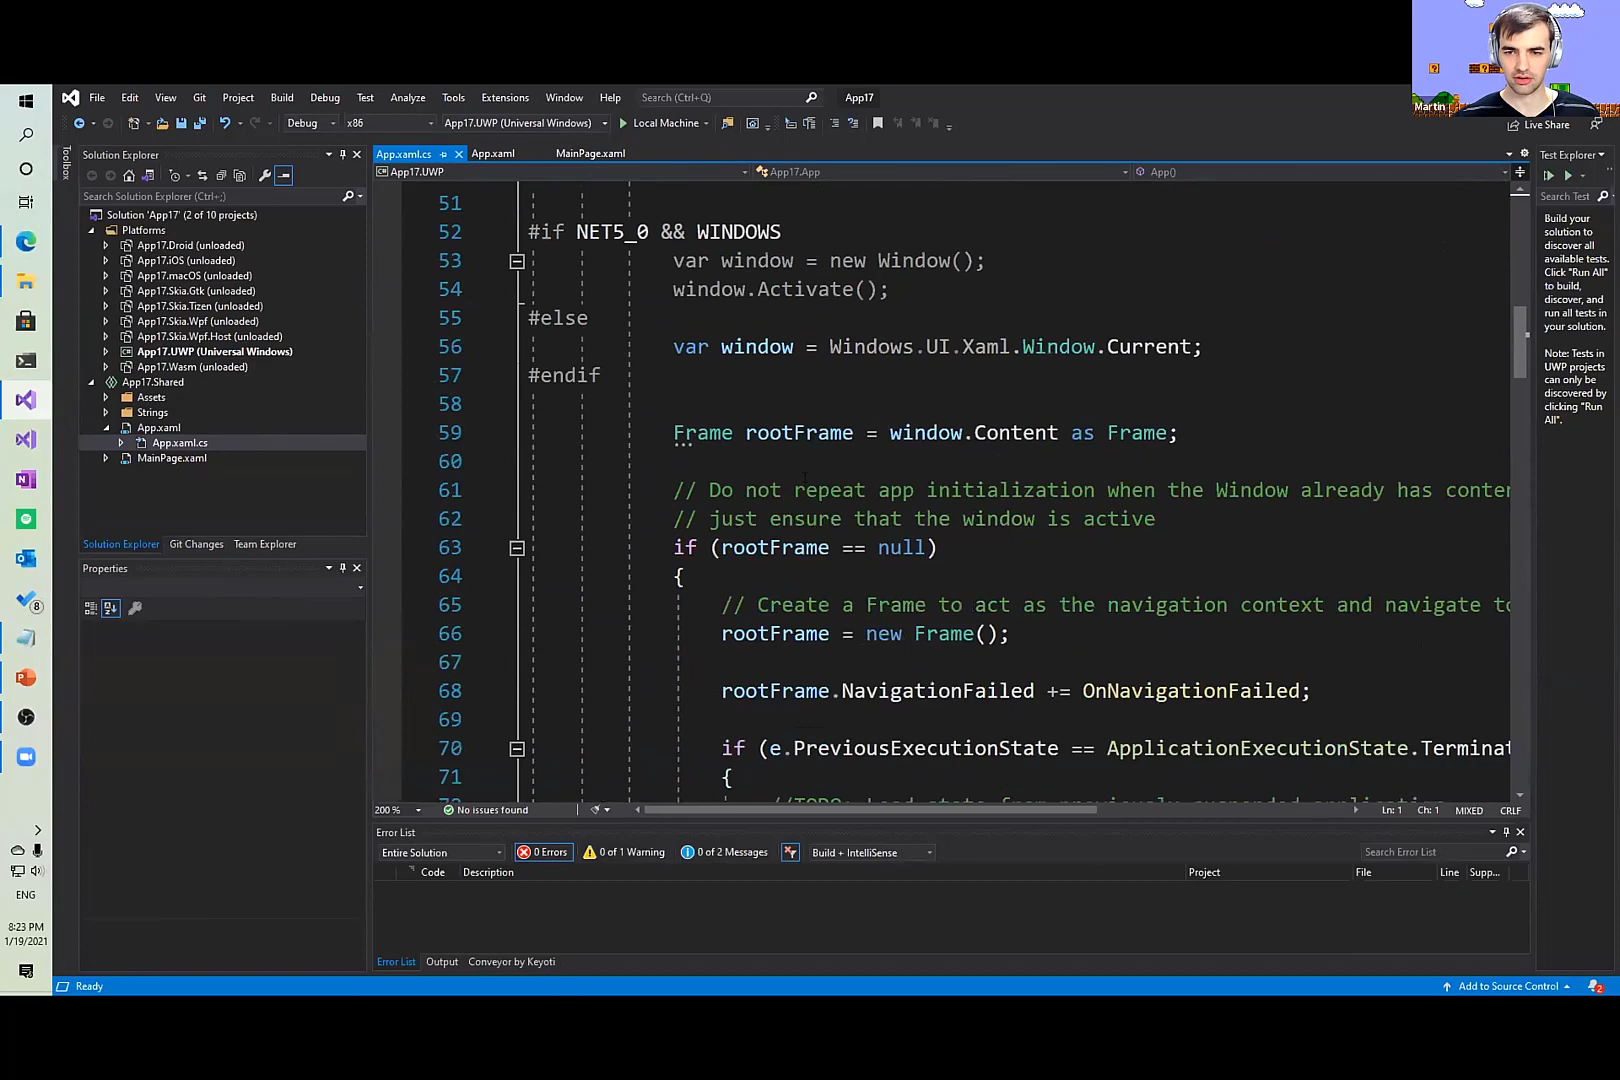 Martin
File Edit View Git Project Build Debug Test Analyze Tools Extensions Window Help Search (Ctrl+Q) App17
Debug x86 App17.UWP (Universal Windows) Local Machine Live Share
Toolbox
Solution Explorer
Search Solution Explorer (Ctrl+;)
Solution 'App17' (2 of 10 projects)
Platforms
App17.Droid (unloaded)
App17.iOS (unloaded)
App17.macOS (unloaded)
App17.Skia.Gtk (unloaded)
App17.Skia.Tizen (unloaded)
App17.Skia.Wpf (unloaded)
App17.Skia.Wpf.Host (unloaded)
App17.UWP (Universal Windows)
App17.Wasm (unloaded)
App17.Shared
Assets
Strings
App.xaml
App.xaml.cs
MainPage.xaml
Solution Explorer Git Changes Team Explorer
Properties
App.xaml.cs App.xaml MainPage.xaml
App17.UWP App17.App App()
51
52 #if NET5_0 && WINDOWS
53 var window = new Window();
54 window.Activate();
55 #else
56 var window = Windows.UI.Xaml.Window.Current;
57 #endif
58
59 Frame rootFrame = window.Content as Frame;
60
61 // Do not repeat app initialization when the Window already has
62 // just ensure that the window is active
63 if (rootFrame == null)
64 {
65 // Create a Frame to act as the navigation context and navigate
66 rootFrame = new Frame();
67
68 rootFrame.NavigationFailed += OnNavigationFailed;
69
70 if (e.PreviousExecutionState == ApplicationExecutionState.Terminat
71 {
200 % No issues found Ln: 1 Ch: 1 MIXED CRLF
Error List
Entire Solution 0 Errors 0 of 1 Warning 0 of 2 Messages Build + IntelliSense Search Error List
Code Description Project File Line Supp...
Error List Output Conveyor by Keyoti
Test Explorer
Search Test
Build your
solution to
discover all
available tests.
Click "Run All"
to build,
discover, and
run all tests in
your solution.
Note: Tests in
UWP projects
can only be
discovered by
clicking "Run
All".
8
ENG
8:23 PM
1/19/2021
Ready Add to Source Control 2